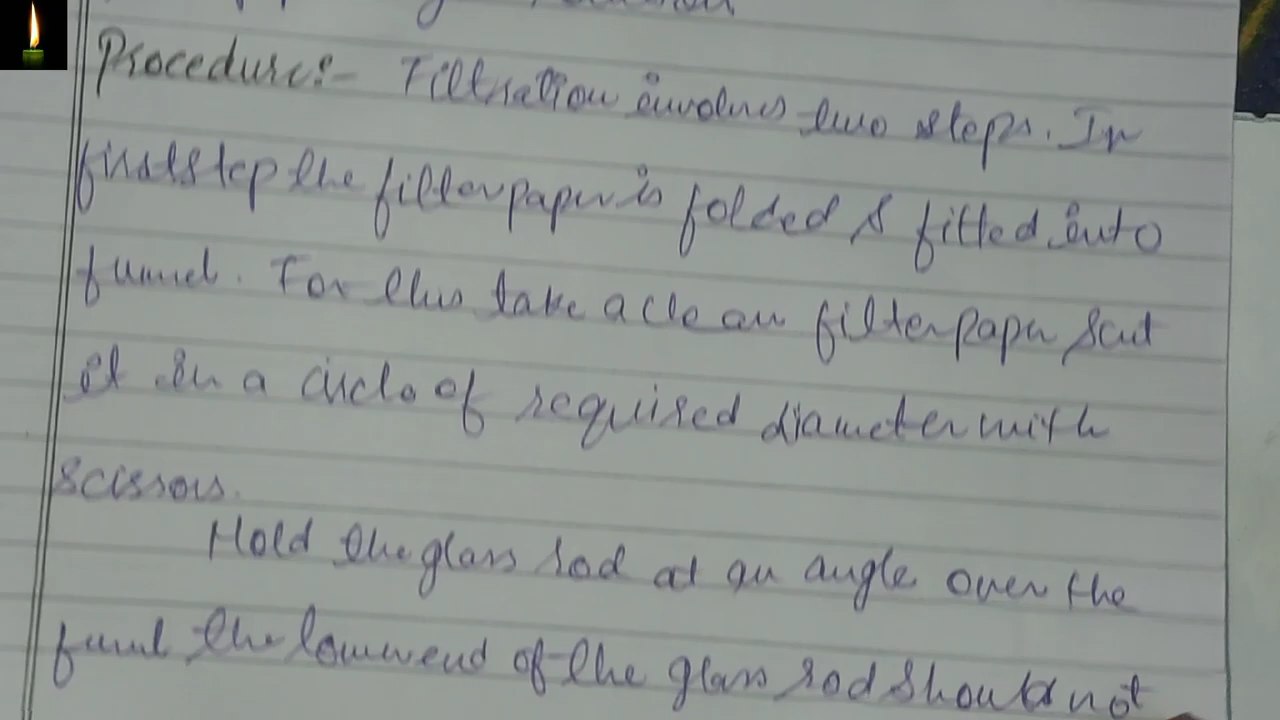 Procedure:- Filtration involves two steps. In
first step the filter paper is folded & fitted into
funnel. For this take a clean filter paper & cut
it in a circle of required diameter with
scissors.
Hold the glass rod at an angle over the
funnel the lower end of the glass rod should not